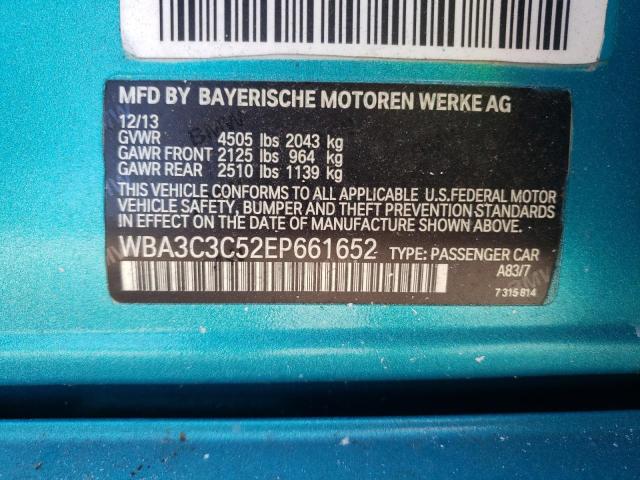 MFD BY BAYERISCHE MOTOREN WERKE AG
12/13
GVWR 4505 lbs 2043 kg
GAWR FRONT 2125 lbs 964 kg
GAWR REAR 2510 lbs 1139 kg
THIS VEHICLE CONFORMS TO ALL APPLICABLE U.S.FEDERAL MOTOR
VEHICLE SAFETY, BUMPER, AND THEFT PREVENTION STANDARDS
IN EFFECT ON THE DATE OF MANUFACTURE SHOWN ABOVE.
WBA3C3C52EP661652 TYPE: PASSENGER CAR
A83/7
7 315 814